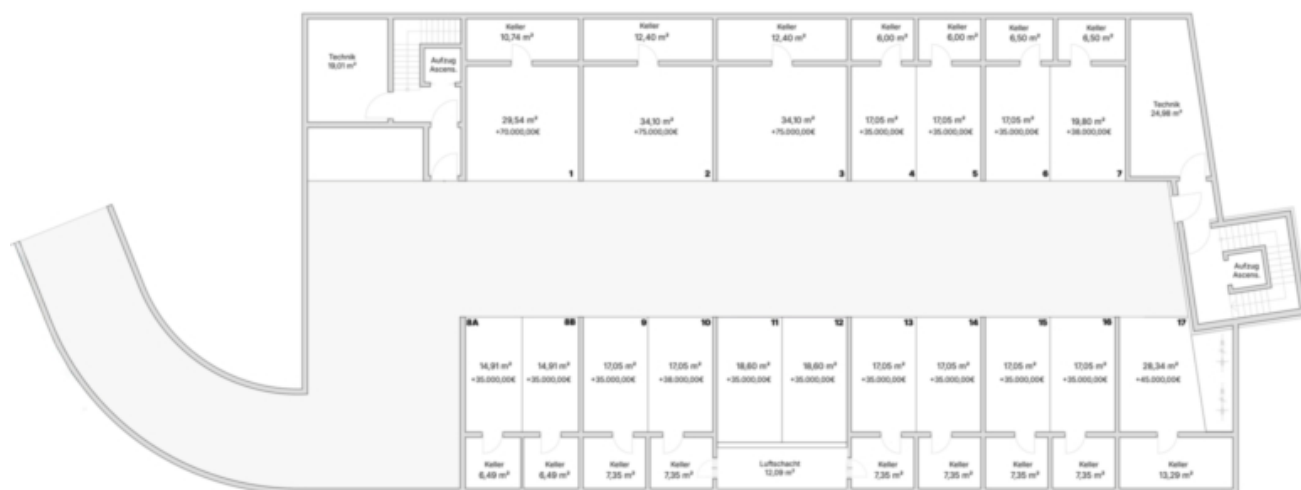 Keller
10,74 m²
Keller
12,40 m²
Keller
12,40 m²
Keller
6,00 m²
Keller
6,00 m²
Keller
6,50 m²
Keller
6,50 m²
Technik
19,01 m²
Aufzug
Ascens.
Technik
24,98 m²
29,54 m²
+70.000,00€
1
34,10 m²
+75.000,00€
2
34,10 m²
+75.000,00€
3
17,05 m²
+35.000,00€
4
17,05 m²
+35.000,00€
5
17,05 m²
+35.000,00€
6
19,80 m²
+38.000,00€
7
Aufzug
Ascens.
8A
14,91 m²
+35.000,00€
8B
14,91 m²
+35.000,00€
9
17,05 m²
+35.000,00€
10
17,05 m²
+38.000,00€
11
18,60 m²
+35.000,00€
12
18,60 m²
+35.000,00€
13
17,05 m²
+35.000,00€
14
17,05 m²
+35.000,00€
15
17,05 m²
+35.000,00€
16
17,05 m²
+35.000,00€
17
28,34 m²
+45.000,00€
Keller
6,49 m²
Keller
6,49 m²
Keller
7,35 m²
Keller
7,35 m²
Luftschacht
12,09 m²
Keller
7,35 m²
Keller
7,35 m²
Keller
7,35 m²
Keller
7,35 m²
Keller
13,29 m²